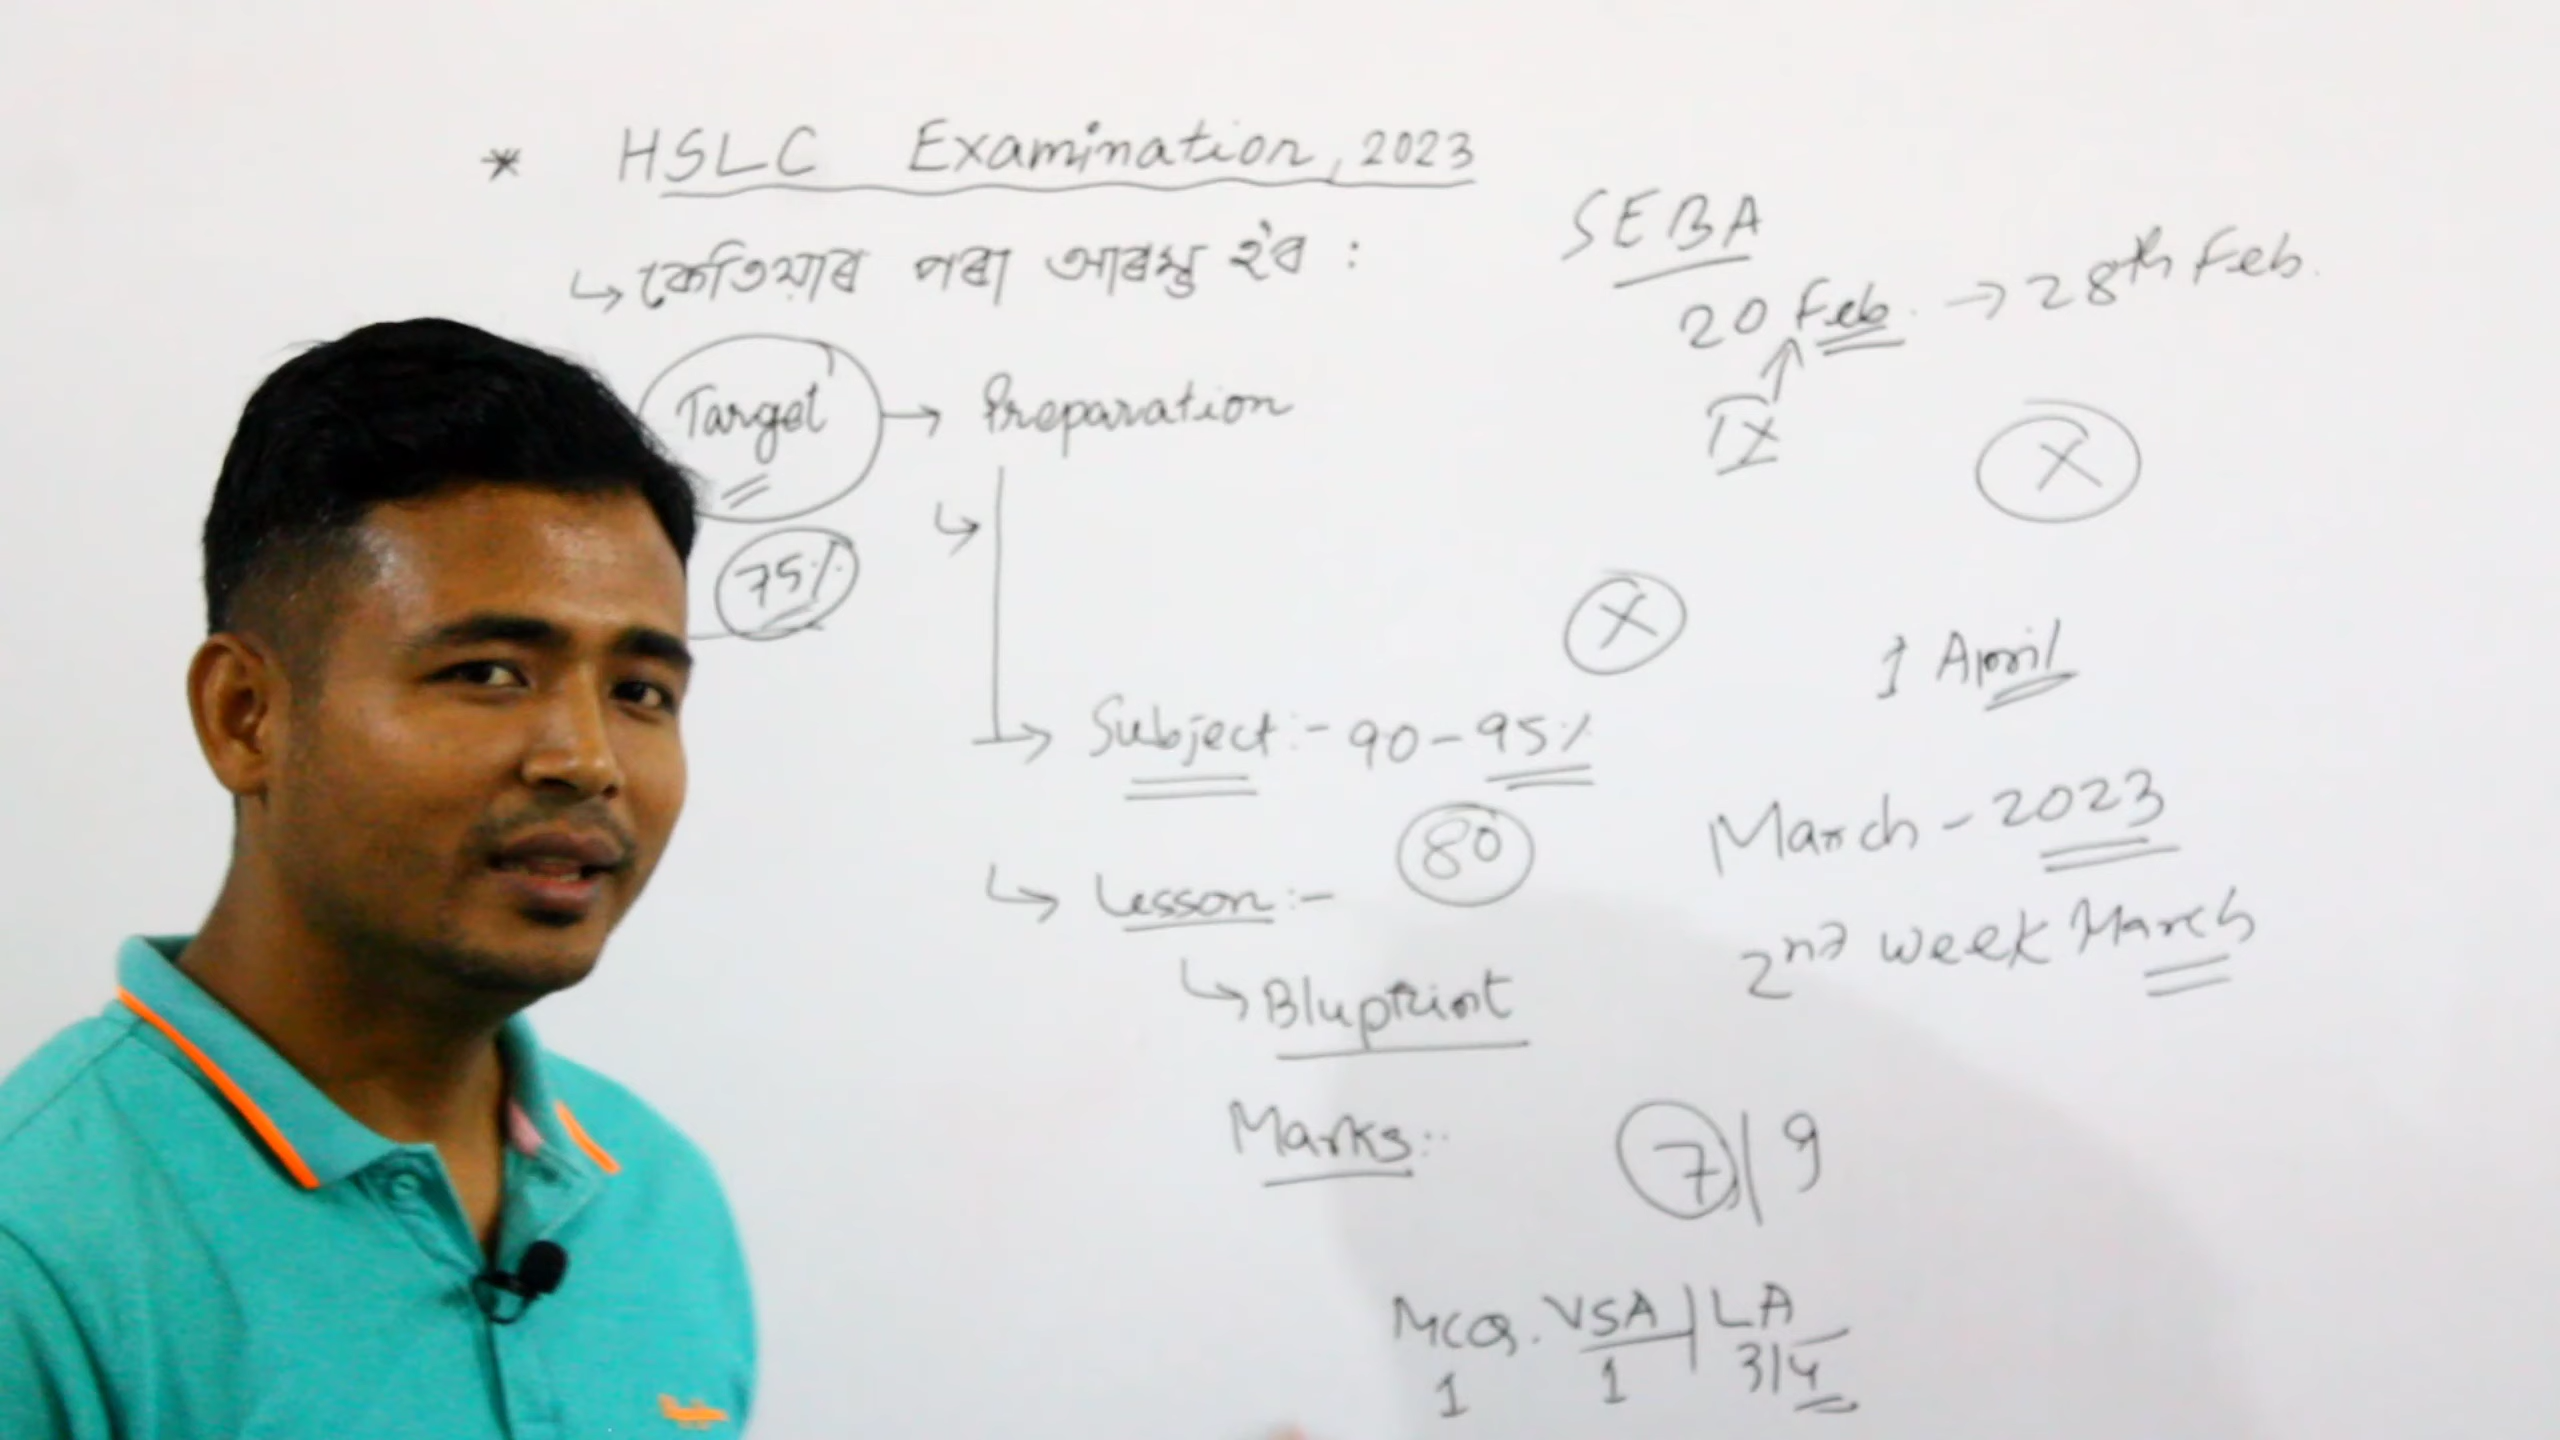 * HSLC Examination, 2023
↳ কেতিয়াৰ পৰা আৰম্ভ হ'ব :
SEBA
20 Feb. → 28th Feb.
IX
X
Target → Preparation
75%
X
1 April
Subject :- 90-95%
80
March - 2023
↳ Lesson :-
2nd week March
↳ Bluprint
Marks :-
7/9
MCQ. VSA | LA
1 1 3/4